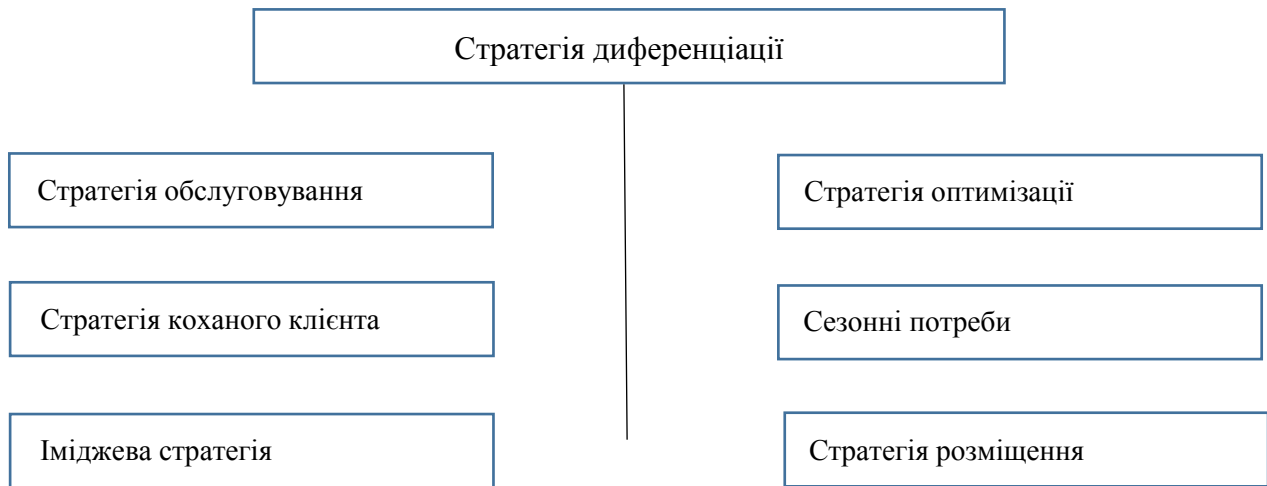 Стратегія диференціації
Стратегія обслуговування
Стратегія оптимізації
Стратегія коханого клієнта
Сезонні потреби
Іміджева стратегія
Стратегія розміщення